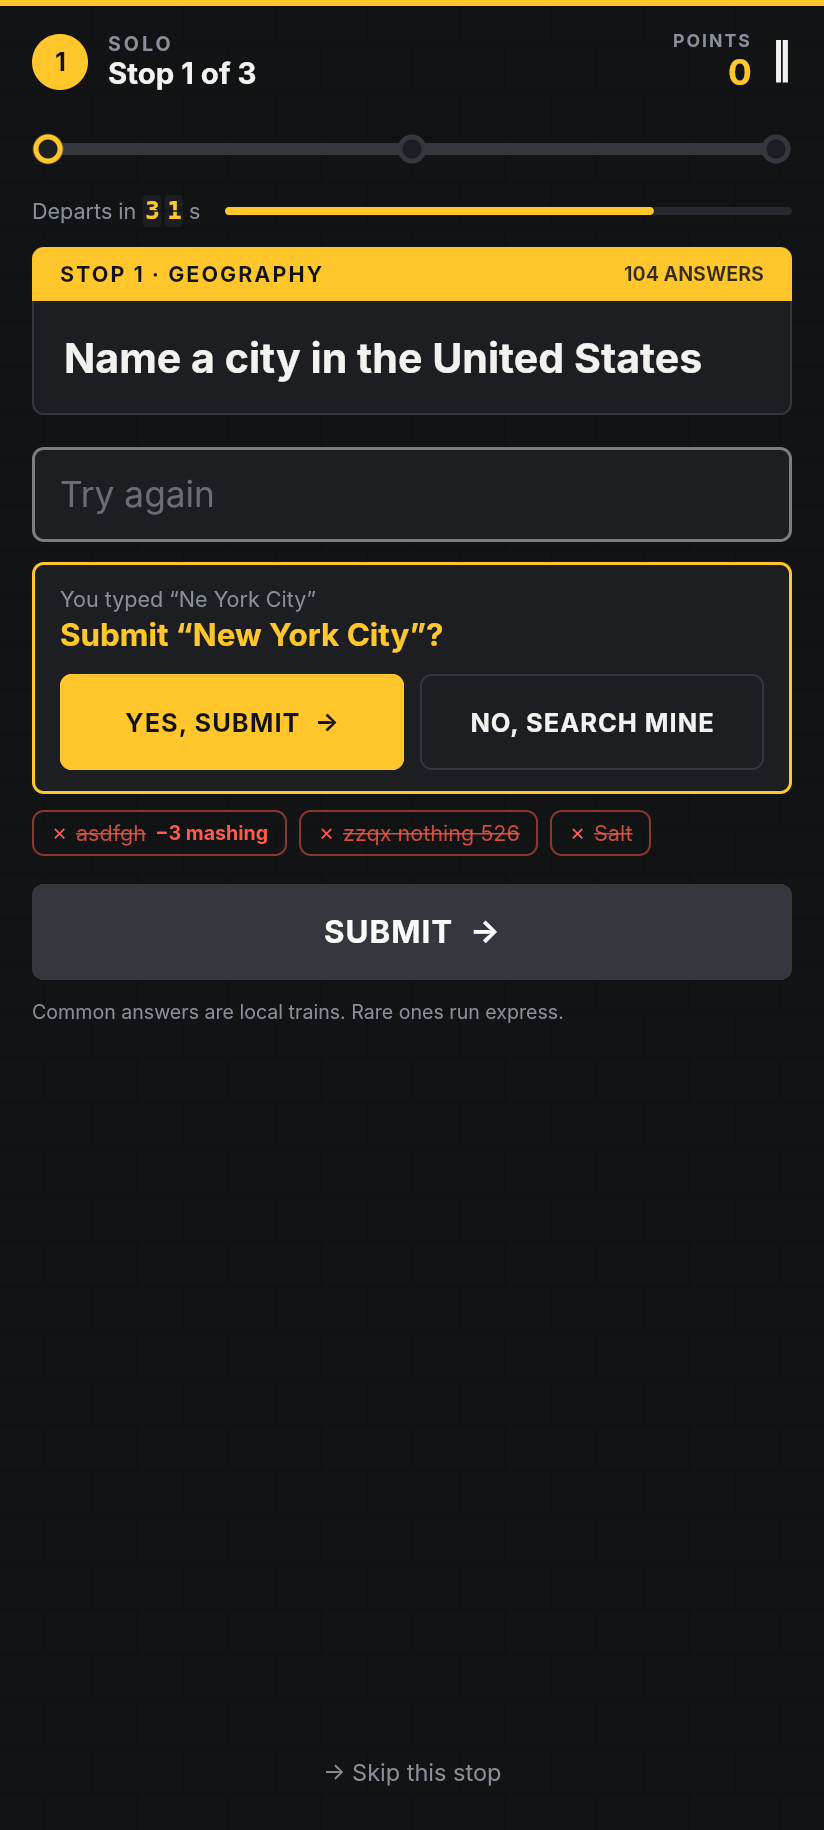 1
SOLO
Stop 1 of 3
POINTS
0
Departs in 31 s
STOP 1 · GEOGRAPHY
104 ANSWERS
Name a city in the United States
Try again
You typed “Ne York City”
Submit “New York City”?
YES, SUBMIT →
NO, SEARCH MINE
× asdfgh −3 mashing
× zzqx nothing 526
× Salt
SUBMIT →
Common answers are local trains. Rare ones run express.
→ Skip this stop